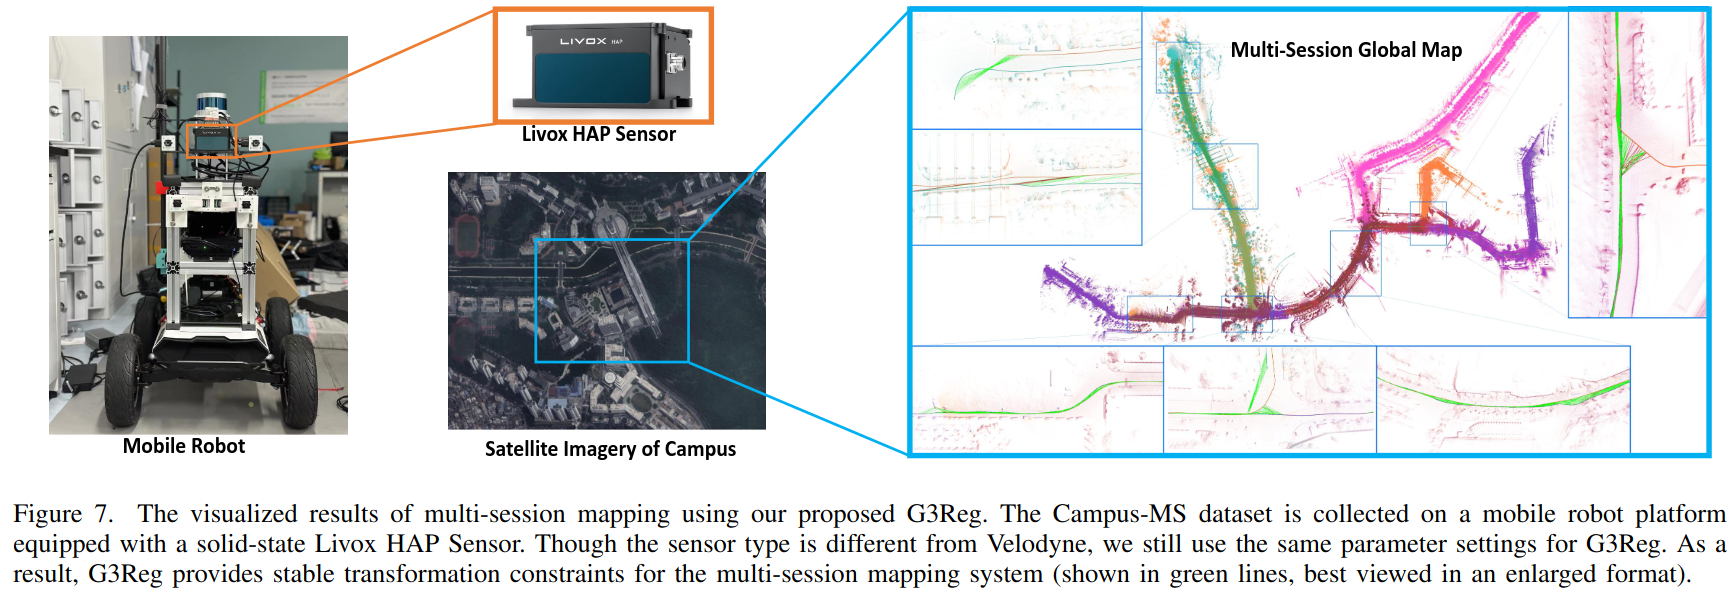 LIVOX HAP
Livox HAP Sensor
Multi-Session Global Map
Mobile Robot
Satellite Imagery of Campus
Figure 7. The visualized results of multi-session mapping using our proposed G3Reg. The Campus-MS dataset is collected on a mobile robot platform
equipped with a solid-state Livox HAP Sensor. Though the sensor type is different from Velodyne, we still use the same parameter settings for G3Reg. As a
result, G3Reg provides stable transformation constraints for the multi-session mapping system (shown in green lines, best viewed in an enlarged format).